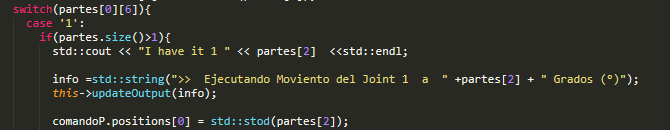 switch(partes[0][6]){
case '1':
if(partes.size()>1){
std::cout << "I have it 1 " << partes[2]  <<std::endl;
info =std::string(">>  Ejecutando Moviento del Joint 1  a  " +partes[2] + " Grados (º)");
this->updateOutput(info);
comandoP.positions[0] = std::stod(partes[2]);